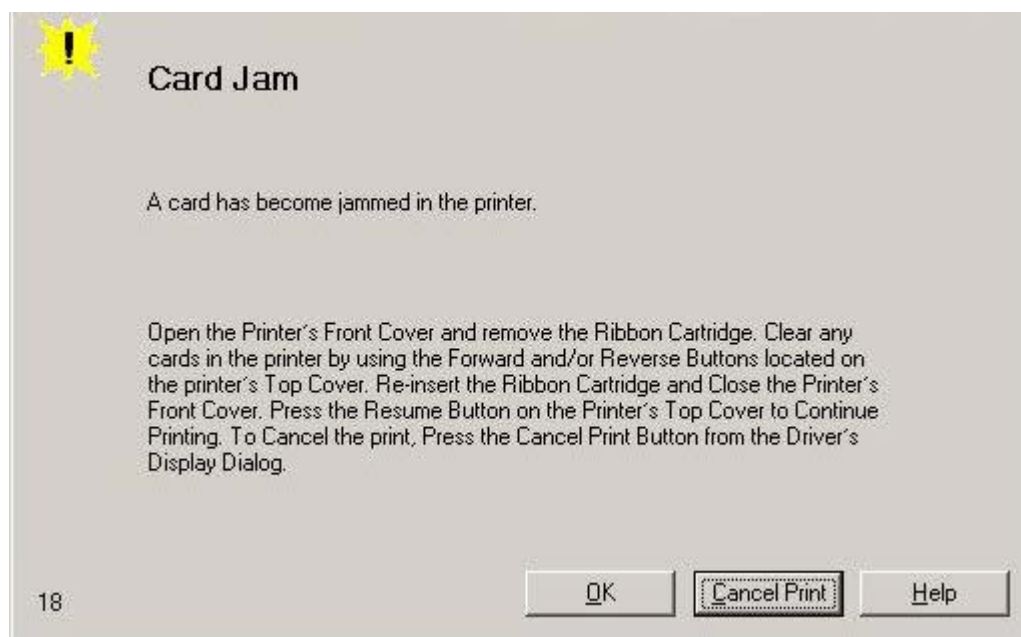 !
Card Jam
A card has become jammed in the printer.
Open the Printer´s Front Cover and remove the Ribbon Cartridge. Clear any
cards in the printer by using the Forward and/or Reverse Buttons located on
the printer´s Top Cover. Re-insert the Ribbon Cartridge and Close the Printer´s
Front Cover. Press the Resume Button on the Printer´s Top Cover to Continue
Printing. To Cancel the print, Press the Cancel Print Button from the Driver´s
Display Dialog.
18
OK
Cancel Print
Help